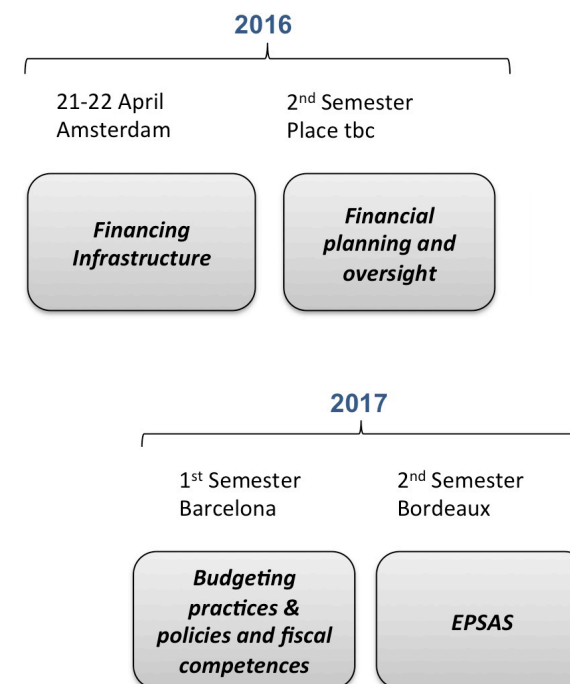 2016
21-22 April
Amsterdam
2nd Semester
Place tbc
Financing
Infrastructure
Financial
planning and
oversight
2017
1st Semester
Barcelona
2nd Semester
Bordeaux
Budgeting
practices &
policies and fiscal
competences
EPSAS